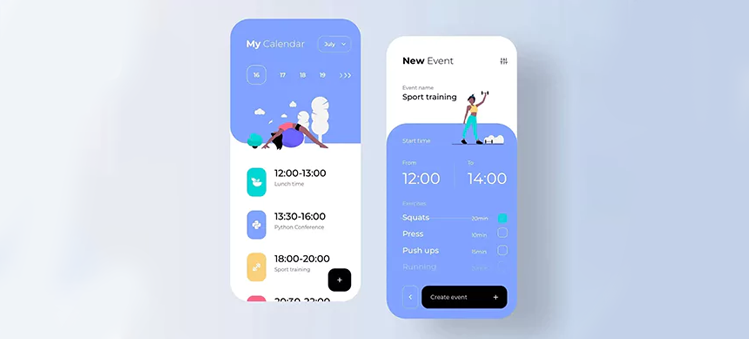 My Calendar
July
16 17 18 19
12:00-13:00
Lunch time
13:30-16:00
Python Conference
18:00-20:00
Sport training
20:30-22:00
New Event
Event name
Sport training
Start time
From
12:00 14:00
Exercises
Squats 20min
Press 10min
Push ups 15min
Running
Create event